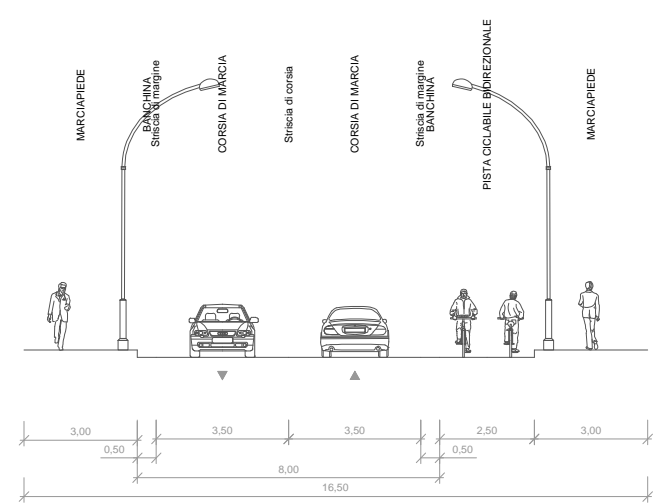 MARCIAPIEDE
BANCHINA
Striscia di margine
CORSIA DI MARCIA
Striscia di corsia
CORSIA DI MARCIA
Striscia di margine
BANCHINA
PISTA CICLABILE BIDIREZIONALE
MARCIAPIEDE
3,00
3,50
3,50
2,50
3,00
0,50
0,50
8,00
16,50